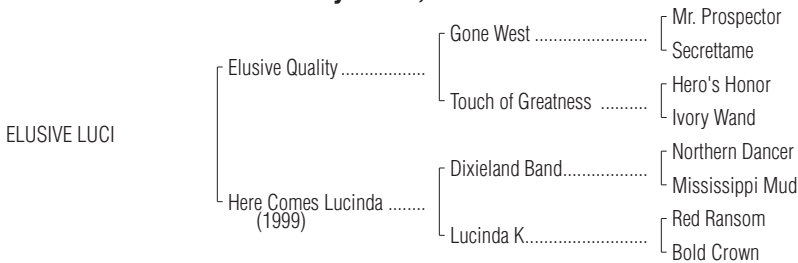 Mr. Prospector
Gone West ........................
Secrettame
Elusive Quality ..................
Hero's Honor
Touch of Greatness ..........
Ivory Wand
ELUSIVE LUCI
Northern Dancer
Dixieland Band..................
Mississippi Mud
Here Comes Lucinda ........
(1999)
Red Ransom
Lucinda K..........................
Bold Crown